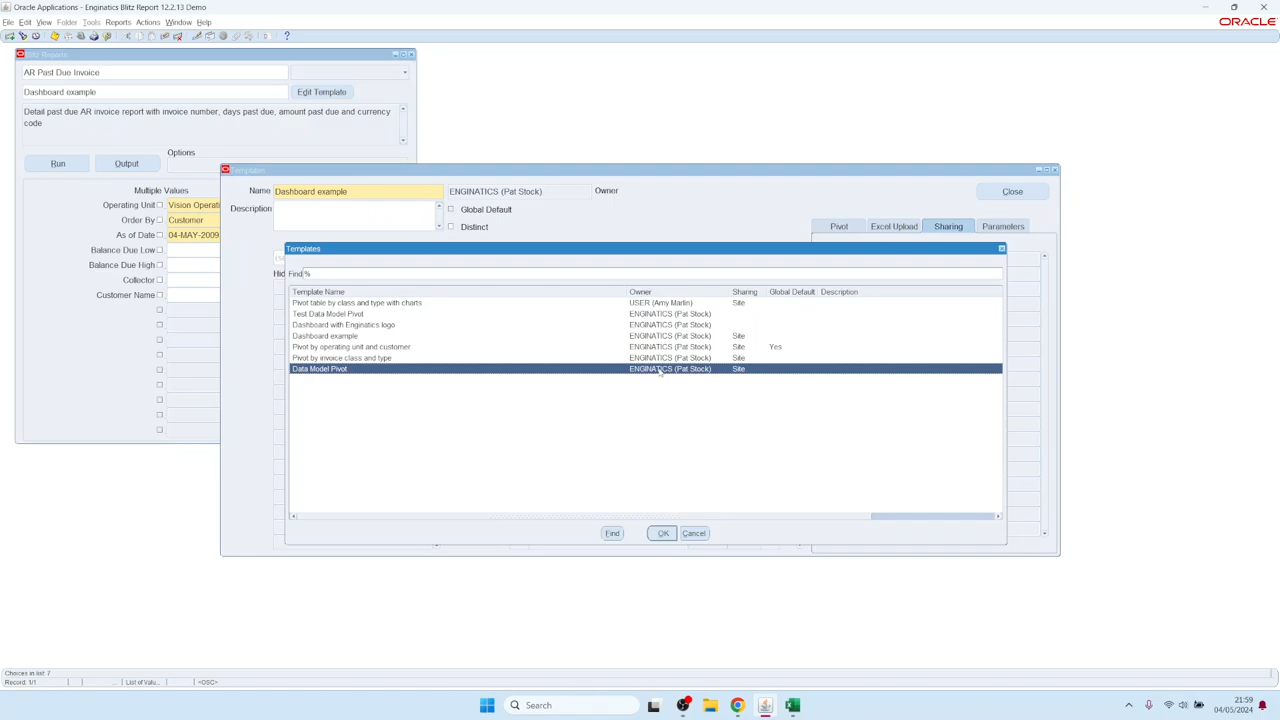 Oracle Applications - Enginatics Blitz Report 12.2.13 Demo
File Edit View Folder Tools Reports Actions Window Help
ORACLE
Blitz Reports
AR Past Due Invoice
Dashboard example Edit Template
Detail past due AR invoice report with invoice number, days past due, amount past due and currency
code
Options
Run Output
Multiple Values
Operating Unit Vision Operati
Order By Customer
As of Date 04-MAY-2009
Balance Due Low
Balance Due High
Collector
Customer Name
Templates
Name Dashboard example ENGINATICS (Pat Stock) Owner Close
Description Global Default
Distinct
Pivot Excel Upload Sharing Parameters
Hid
Templates
Find %
Template Name Owner Sharing Global Default Description
Pivot table by class and type with charts USER (Amy Marlin) Site
Test Data Model Pivot ENGINATICS (Pat Stock)
Dashboard with Enginatics logo ENGINATICS (Pat Stock)
Dashboard example ENGINATICS (Pat Stock) Site
Pivot by operating unit and customer ENGINATICS (Pat Stock) Site Yes
Pivot by invoice class and type ENGINATICS (Pat Stock) Site
Data Model Pivot ENGINATICS (Pat Stock) Site
Find OK Cancel
Choices in list: 7
Record: 1/1 ... List of Valu... <OSC>
Search
21:59
04/05/2024